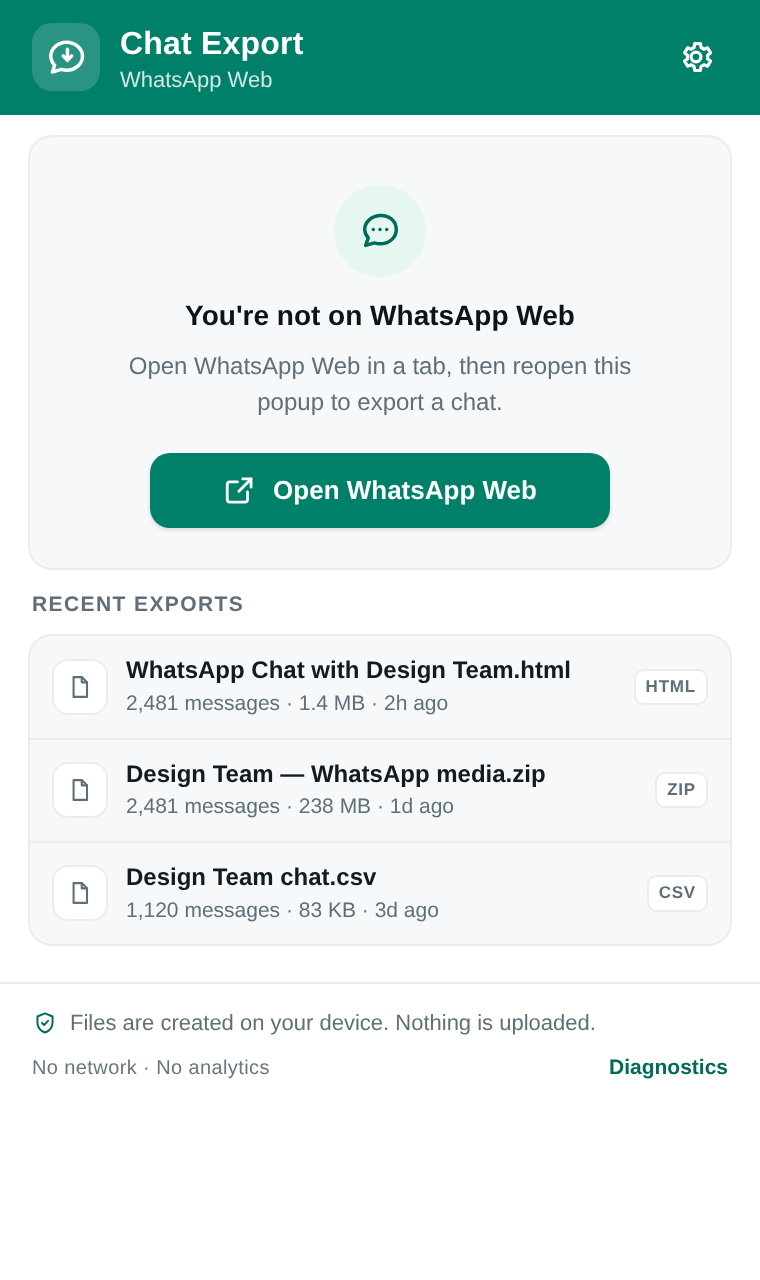 Chat Export
WhatsApp Web
You're not on WhatsApp Web
Open WhatsApp Web in a tab, then reopen this
popup to export a chat.
Open WhatsApp Web
RECENT EXPORTS
WhatsApp Chat with Design Team.html
2,481 messages · 1.4 MB · 2h ago
HTML
Design Team — WhatsApp media.zip
2,481 messages · 238 MB · 1d ago
ZIP
Design Team chat.csv
1,120 messages · 83 KB · 3d ago
CSV
Files are created on your device. Nothing is uploaded.
No network · No analytics
Diagnostics